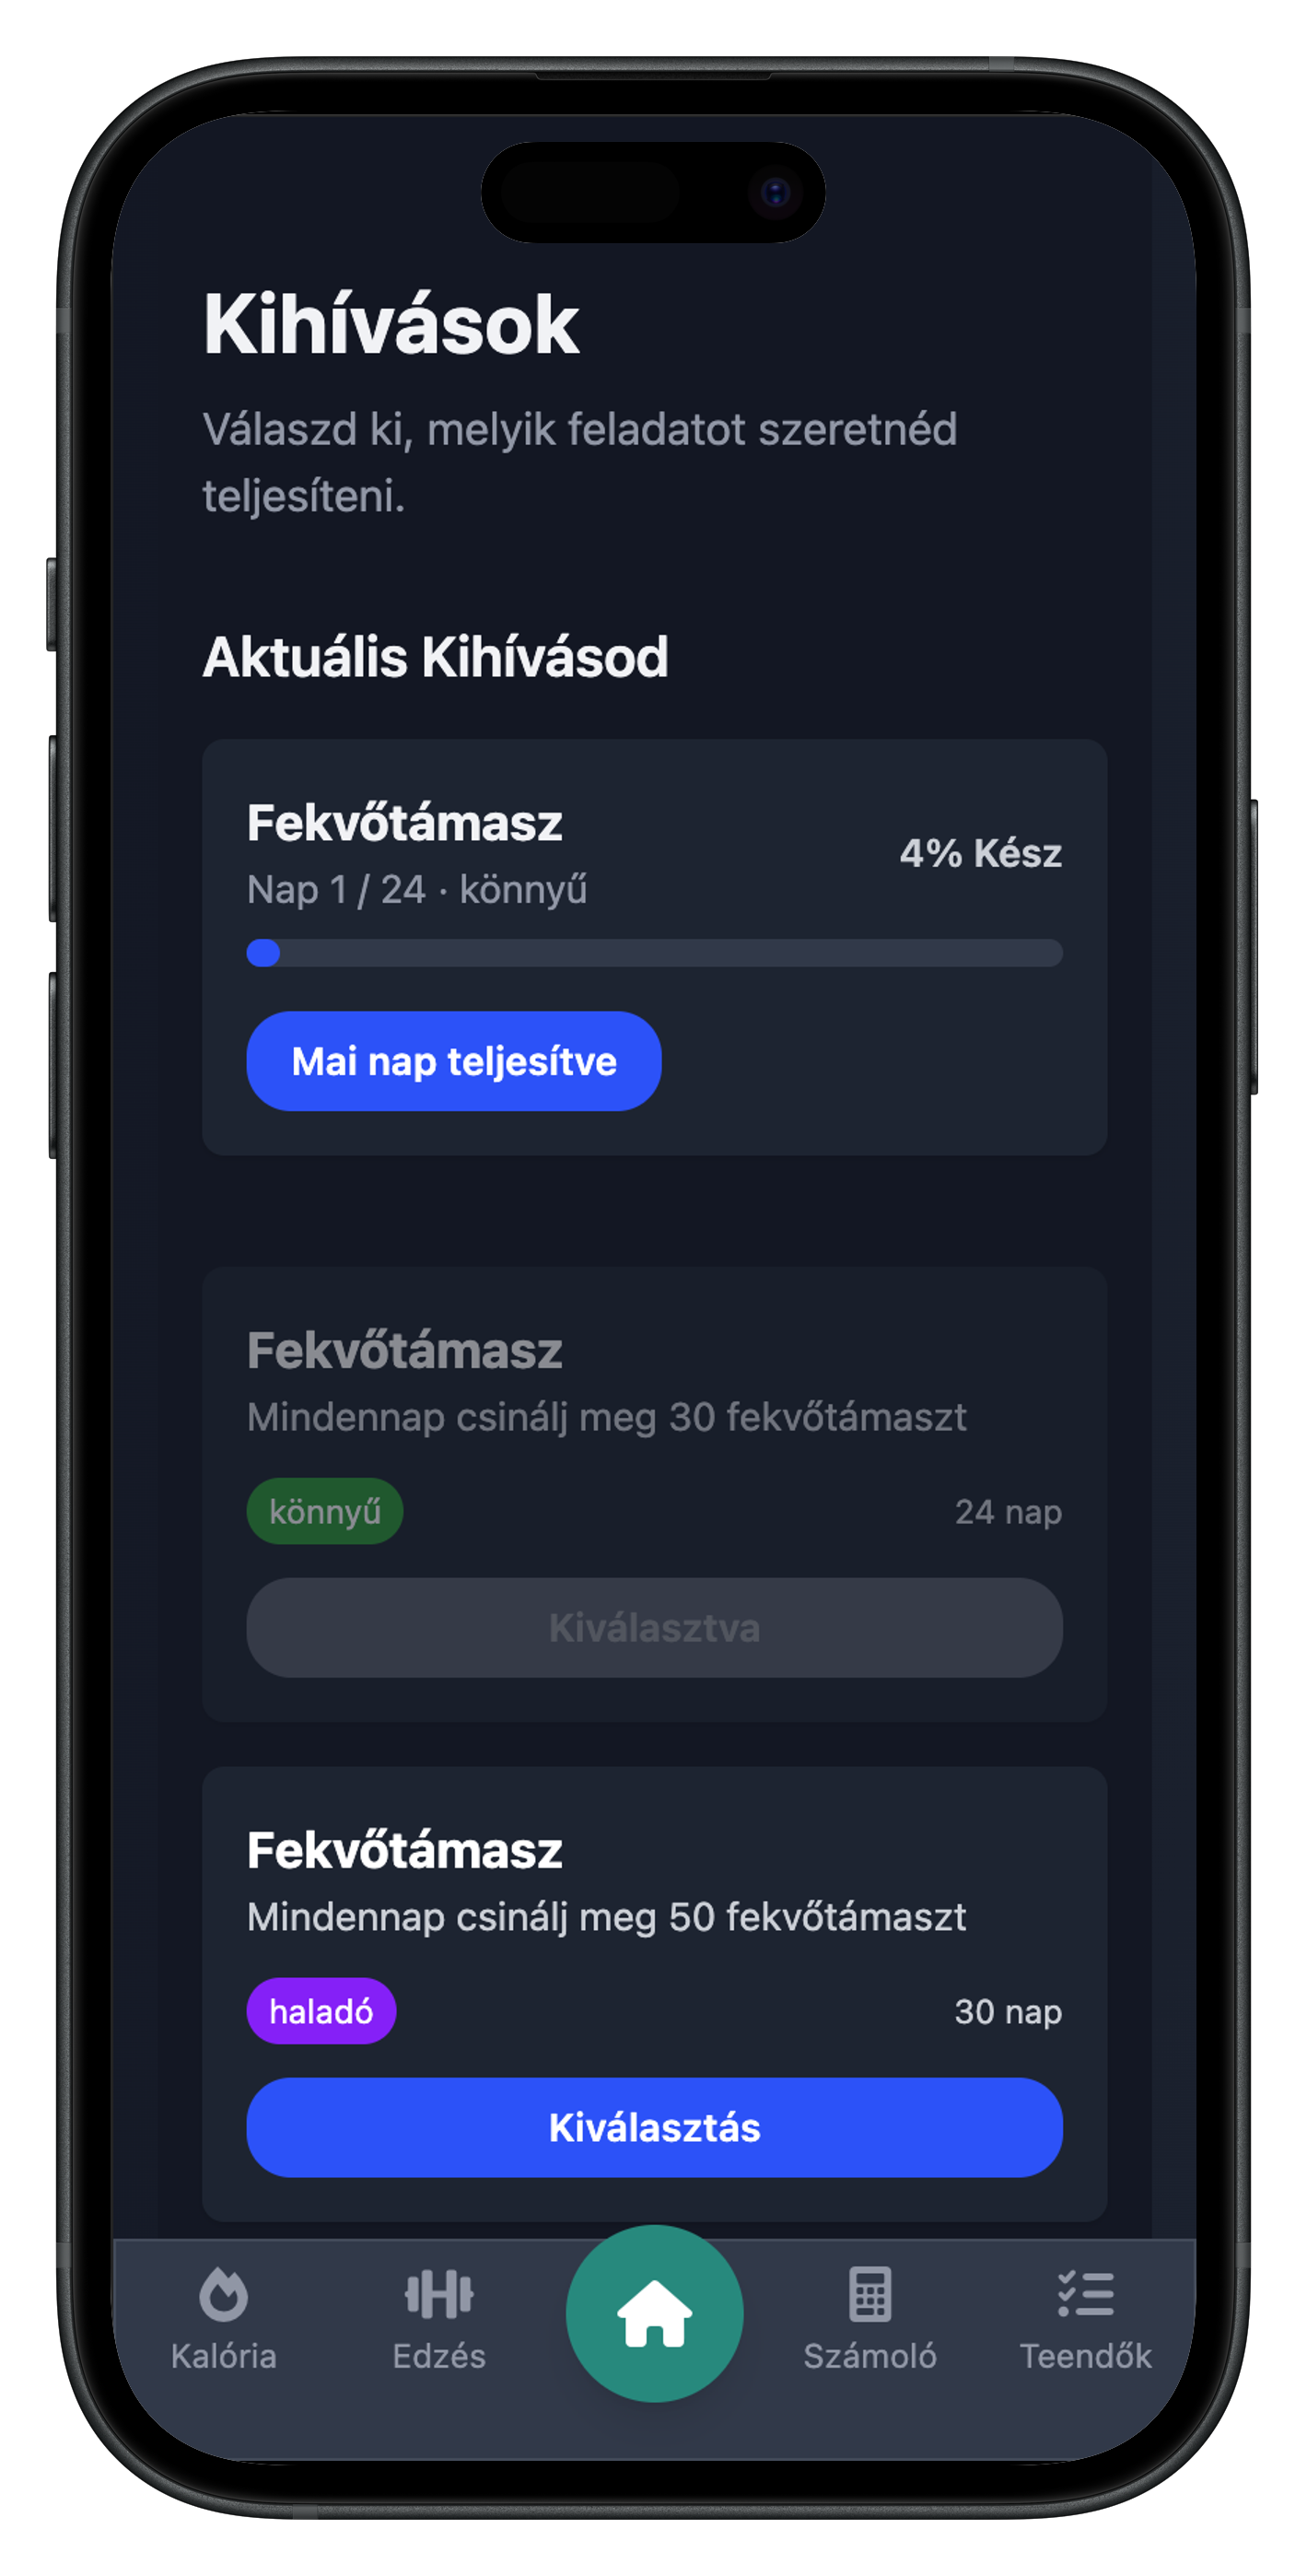 Kihívások
Válaszd ki, melyik feladatot szeretnéd
teljesíteni.
Aktuális Kihívásod
Fekvőtámasz
4% Kész
Nap 1 / 24 · könnyű
Mai nap teljesítve
Fekvőtámasz
Mindennap csinálj meg 30 fekvőtámaszt
könnyű
24 nap
Kiválasztva
Fekvőtámasz
Mindennap csinálj meg 50 fekvőtámaszt
haladó
30 nap
Kiválasztás
Kalória
Edzés
Számoló
Teendők